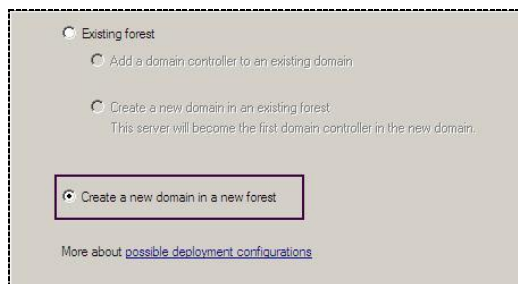 Existing forest
Add a domain controller to an existing domain
Create a new domain in an existing forest
This server will become the first domain controller in the new domain.
Create a new domain in a new forest
More about possible deployment configurations